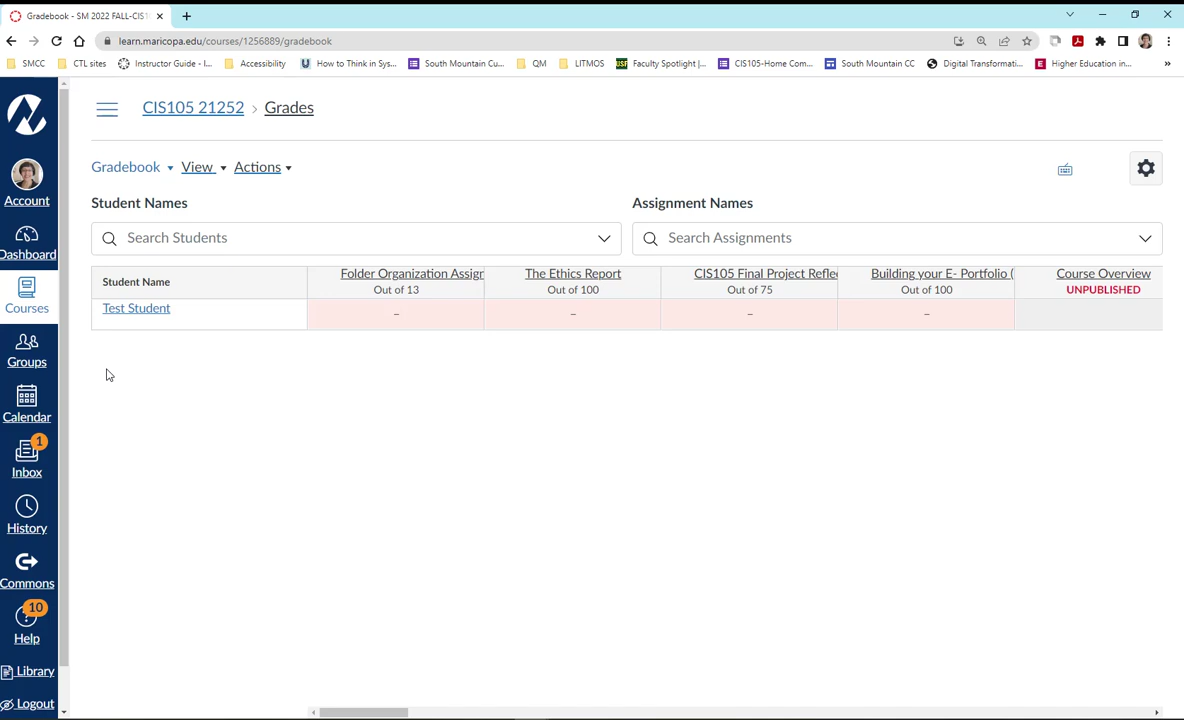 Gradebook - SM 2022 FALL-CIS1
learn.maricopa.edu/courses/1256889/gradebook
SMCC
CTL sites
Instructor Guide - I...
Accessibility
How to Think in Sys...
South Mountain Cu...
QM
LITMOS
Faculty Spotlight |...
CIS105-Home Com...
South Mountain CC
Digital Transformati...
Higher Education in...
CIS105 21252 > Grades
Gradebook
View
Actions
Student Names
Assignment Names
Search Students
Search Assignments
Student Name
Folder Organization Assigr
Out of 13
The Ethics Report
Out of 100
CIS105 Final Project Reflec
Out of 75
Building your E- Portfolio (
Out of 100
Course Overview
UNPUBLISHED
Test Student
–
–
–
–
Account
Dashboard
Courses
Groups
Calendar
1
Inbox
History
Commons
10
Help
Library
Logout